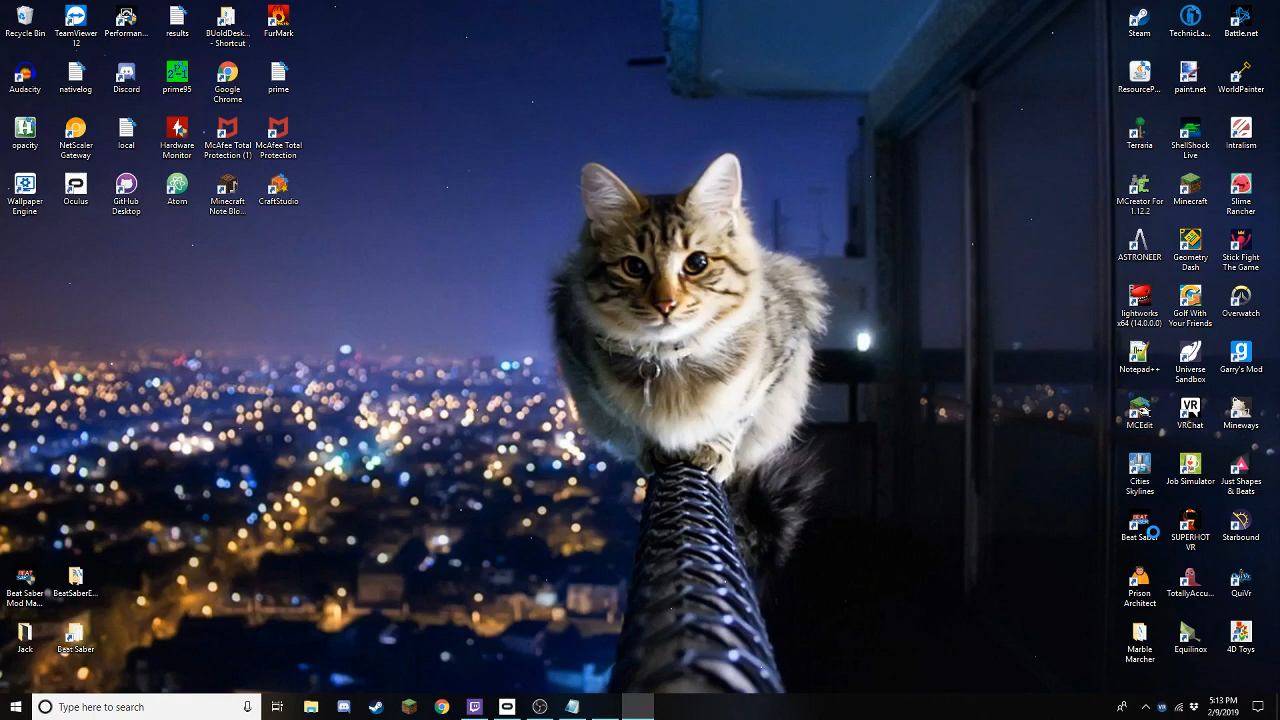 Recycle Bin
TeamViewer 12
Performan...
results
BUoldDesk... - Shortcut
FurMark
Audacity
nativelog
Discord
prime95
Google Chrome
prime
opacity
NetScaler Gateway
local
Hardware Monitor
McAfee Total Protection (1)
McAfee Total Protection
Oculus
GitHub Desktop
Atom
Minecraft Note Blo...
CraftStudio
Beat Saber Mod Ma...
Jack
Beat Saber
Steam
TechnicLa...
Battle.net
ResourceP...
paint.net
WorldPainter
Terraria
ShellShock Live
Intralism
MCreator For 1.12.2
Minecraft
Slime Rancher
Geometry Dash
Stick Fight The Game
lightworks x64 (14.0.0.0)
Golf With Your Friends
Overwatch
Notepad++
Universe Sandbox
Garry's Mod
MCEdit
VRChat
Mineways
Cities Skylines
Job Simulator
Just Shapes & Beats
Beat Saber
SUPERHOT VR
Starbound
Prison Architect
TotallyAccu...
QuiVr
Marble Marcher
Equilinox
4D Toys
Type here to search
5:13 PM
2/9/2019